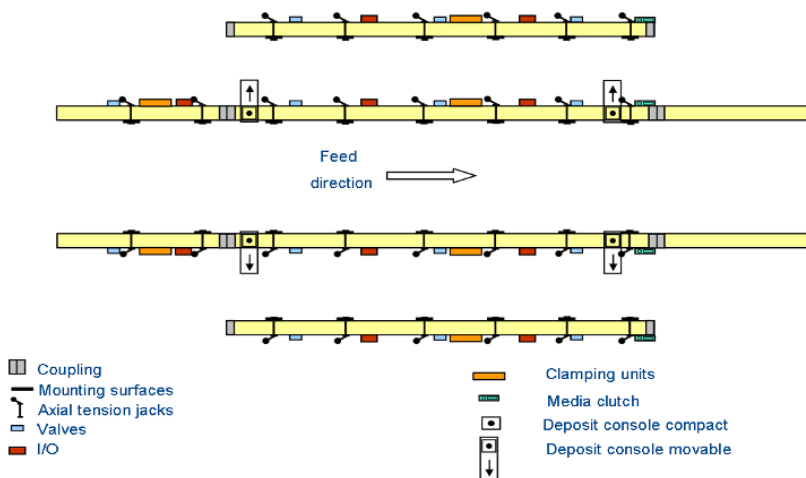 Feed
direction
Coupling
Mounting surfaces
Axial tension jacks
Valves
I/O
Clamping units
Media clutch
Deposit console compact
Deposit console movable